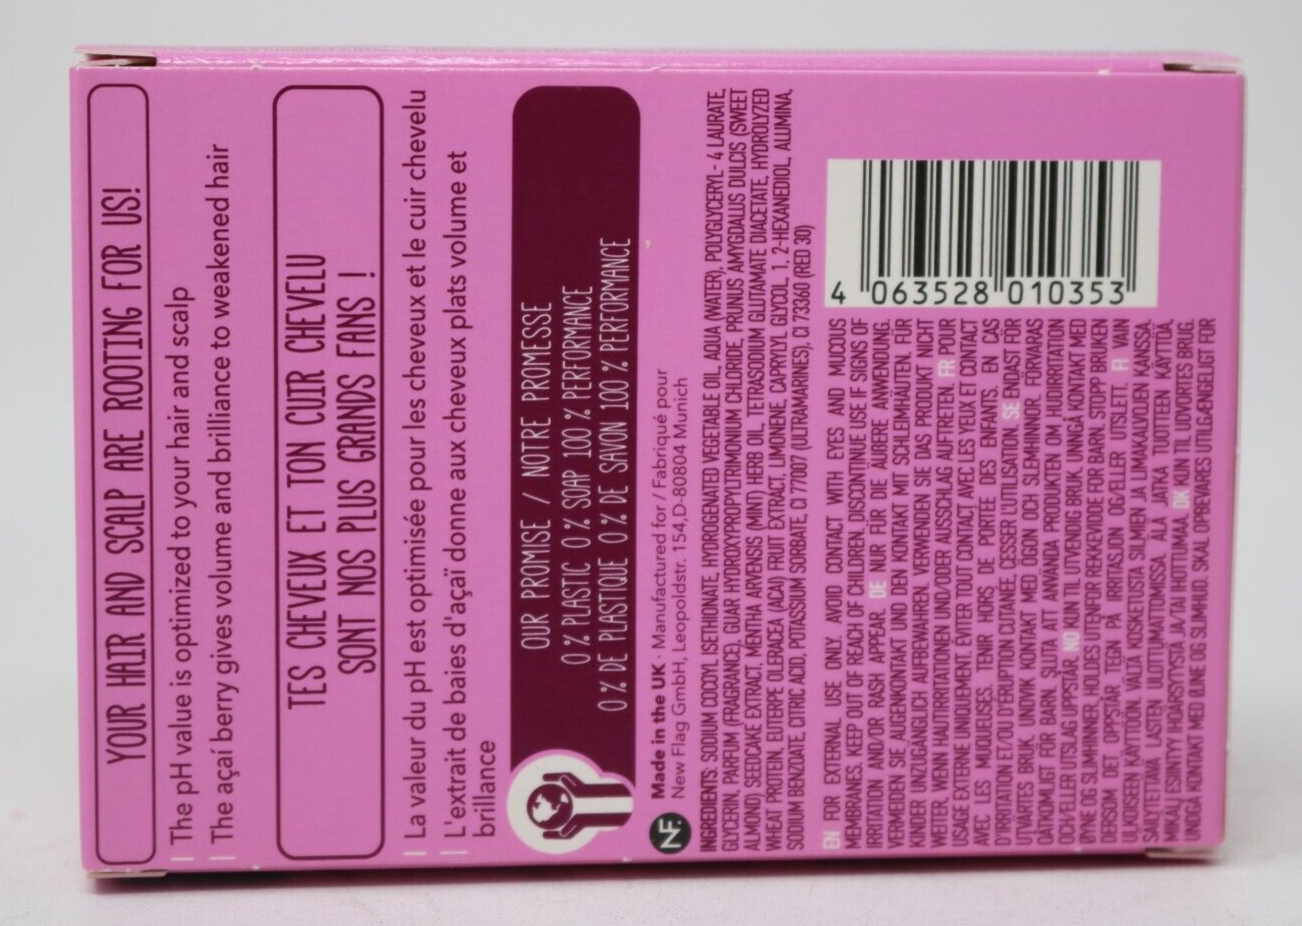 YOUR HAIR AND SCALP ARE ROOTING FOR US!
The pH value is optimized to your hair and scalp
The açaí berry gives volume and brilliance to weakened hair
TES CHEVEUX ET TON CUIR CHEVELU
SONT NOS PLUS GRANDS FANS !
La valeur du pH est optimisée pour les cheveux et le cuir chevelu
L'extrait de baies d'açaï donne aux cheveux plats volume et
brillance
OUR PROMISE / NOTRE PROMESSE
0 % PLASTIC 0 % SOAP 100 % PERFORMANCE
0 % DE PLASTIQUE 0 % DE SAVON 100 % PERFORMANCE
NF.
Made in the UK · Manufactured for / Fabriqué pour
New Flag GmbH, Leopoldstr. 154,D-80804 Munich
INGREDIENTS: SODIUM COCOYL ISETHIONATE, HYDROGENATED VEGETABLE OIL, AQUA (WATER), POLYGLYCERYL- 4 LAURATE,
GLYCERIN, PARFUM (FRAGRANCE), GUAR HYDROXYPROPYLTRIMONIUM CHLORIDE, PRUNUS AMYGDALUS DULCIS (SWEET
ALMOND) SEEDCAKE EXTRACT, MENTHA ARVENSIS (MINT) HERB OIL, TETRASODIUM GLUTAMATE DIACETATE, HYDROLYZED
WHEAT PROTEIN, EUTERPE OLERACEA (ACAI) FRUIT EXTRACT, LIMONENE, CAPRYLYL GLYCOL, 1, 2-HEXANEDIOL, ALUMINA,
SODIUM BENZOATE, CITRIC ACID, POTASSIUM SORBATE, CI 77007 (ULTRAMARINES), CI 73360 (RED 30)
EN FOR EXTERNAL USE ONLY. AVOID CONTACT WITH EYES AND MUCOUS
MEMBRANES. KEEP OUT OF REACH OF CHILDREN. DISCONTINUE USE IF SIGNS OF
IRRITATION AND/OR RASH APPEAR. DE NUR FÜR DIE ÄUßERE ANWENDUNG.
VERMEIDEN SIE AUGENKONTAKT UND DEN KONTAKT MIT SCHLEIMHÄUTEN. FÜR
KINDER UNZUGÄNGLICH AUFBEWAHREN. VERWENDEN SIE DAS PRODUKT NICHT
WEITER, WENN HAUTIRRITATIONEN UND/ODER AUSSCHLAG AUFTRETEN. FR POUR
USAGE EXTERNE UNIQUEMENT. ÉVITER TOUT CONTACT AVEC LES YEUX ET CONTACT
AVEC LES MUQUEUSES. TENIR HORS DE PORTÉE DES ENFANTS. EN CAS
D'IRRITATION ET/OU D'ÉRUPTION CUTANÉE, CESSER L'UTILISATION. SE ENDAST FÖR
UTVÄRTES BRUK. UNDVIK KONTAKT MED ÖGON OCH SLEMHINNOR. FÖRVARAS
OÅTKOMLIGT FÖR BARN. SLUTA ATT ANVÄNDA PRODUKTEN OM HUDIRRITATION
OCH/ELLER UTSLAG UPPSTÅR. NO KUN TIL UTVENDIG BRUK. UNNGÅ KONTAKT MED
ØYNE OG SLIMHINNER. HOLDES UTENFOR REKKEVIDDE FOR BARN. STOPP BRUKEN
DERSOM DET OPPSTÅR TEGN PÅ IRRITASJON OG/ELLER UTSLETT. FI VAIN
ULKOISEEN KÄYTTÖÖN. VÄLTÄ KOSKETUSTA SILMIEN JA LIMAKALVOJEN KANSSA.
SÄILYTETTÄVÄ LASTEN ULOTTUMATTOMISSA. ÄLÄ JATKA TUOTTEEN KÄYTTÖÄ,
MIKÄLI ESIINTYY IHOÄRSYTYSTÄ JA/TAI IHOTTUMAA. DK KUN TIL UDVORTES BRUG.
UNDGÅ KONTAKT MED ØJNE OG SLIMHUD. SKAL OPBEVARES UTILGÆNGELIGT FOR
4 063528 010353